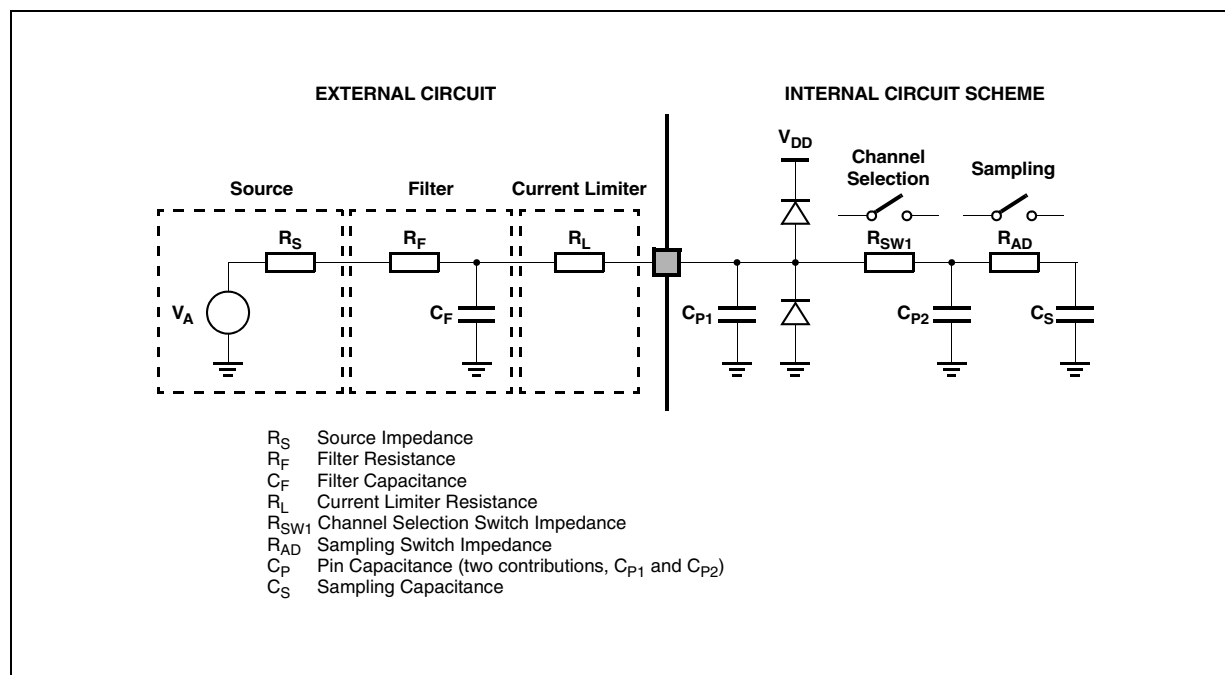 EXTERNAL CIRCUIT
INTERNAL CIRCUIT SCHEME
VDD
Channel
Selection
Sampling
Source
Filter
Current Limiter
RS
RF
RL
RSW1
RAD
VA
CF
CP1
CP2
CS
RS Source Impedance
RF Filter Resistance
CF Filter Capacitance
RL Current Limiter Resistance
RSW1 Channel Selection Switch Impedance
RAD Sampling Switch Impedance
CP Pin Capacitance (two contributions, CP1 and CP2)
CS Sampling Capacitance